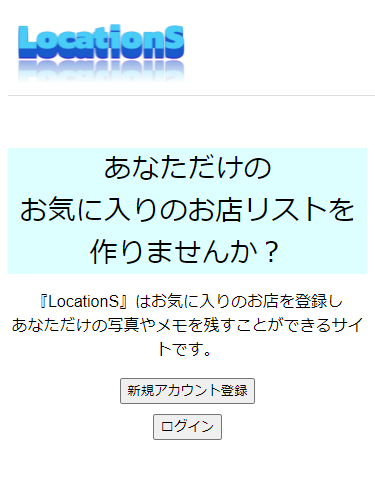 LocationS
あなただけの
お気に入りのお店リストを
作りませんか？
『LocationS』はお気に入りのお店を登録し
あなただけの写真やメモを残すことができるサイ
トです。
新規アカウント登録
ログイン